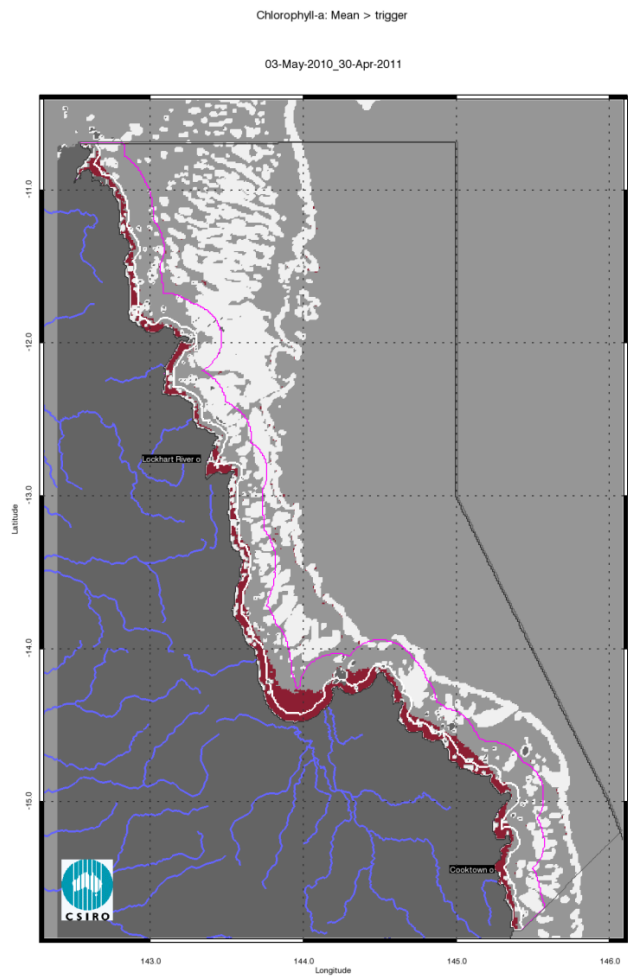 Chlorophyll-a: Mean > trigger
03-May-2010_30-Apr-2011
-11.0
-12.0
Lockhart River o
-13.0
Latitude
-14.0
-15.0
Cooktown o
CSIRO
143.0 144.0 145.0 146.0
Longitude